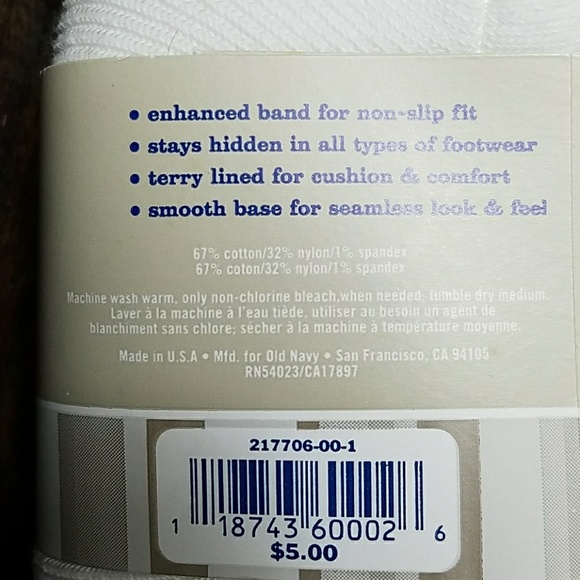 • enhanced band for non-slip fit
• stays hidden in all types of footwear
• terry lined for cushion & comfort
• smooth base for seamless look & feel
67% cotton/32% nylon/1% spandex
67% coton/32% nylon/1% spandex
Machine wash warm, only non-chlorine bleach,when needed, tumble dry medium.
Laver à la machine à l'eau tiède, utiliser au besoin un agent de
blanchiment sans chlore; sécher à la machine à température moyenne.
Made in U.S.A • Mfd. for Old Navy • San Francisco, CA 94105
RN54023/CA17897
217706-00-1
1 18743 60002 6
$5.00